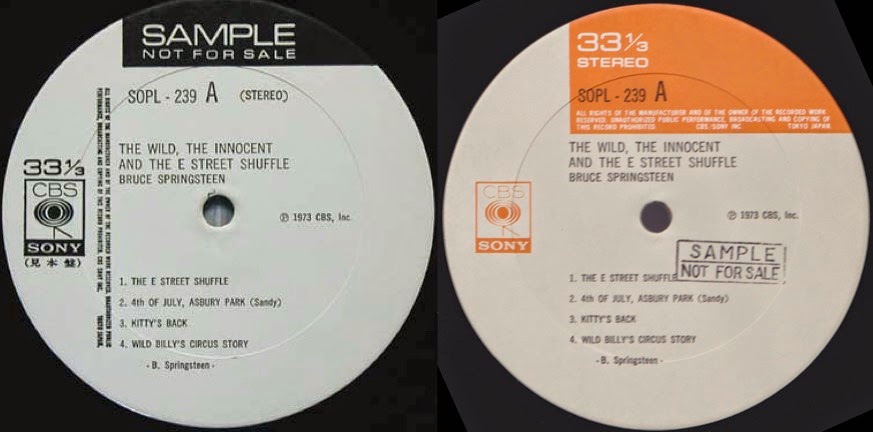 SAMPLE
NOT FOR SALE
SOPL - 239 A (STEREO)
THE WILD, THE INNOCENT
AND THE E STREET SHUFFLE
BRUCE SPRINGSTEEN
33 1/3
CBS
SONY
(見本盤)
℗ 1973 CBS, Inc.
1. THE E STREET SHUFFLE
2. 4th OF JULY, ASBURY PARK (Sandy)
3. KITTY'S BACK
4. WILD BILLY'S CIRCUS STORY
- B. Springsteen -
33 1/3
STEREO
SOPL - 239 A
ALL RIGHTS OF THE MANUFACTURER AND OF THE OWNER OF THE RECORDED WORK
RESERVED. UNAUTHORIZED PUBLIC PERFORMANCE, BROADCASTING AND COPYING OF
THIS RECORD PROHIBITED. CBS/SONY INC. TOKYO JAPAN
THE WILD, THE INNOCENT
AND THE E STREET SHUFFLE
BRUCE SPRINGSTEEN
CBS
SONY
℗ 1973 CBS, Inc.
SAMPLE
NOT FOR SALE
1. THE E STREET SHUFFLE
2. 4th OF JULY, ASBURY PARK (Sandy)
3. KITTY'S BACK
4. WILD BILLY'S CIRCUS STORY
- B. Springsteen -